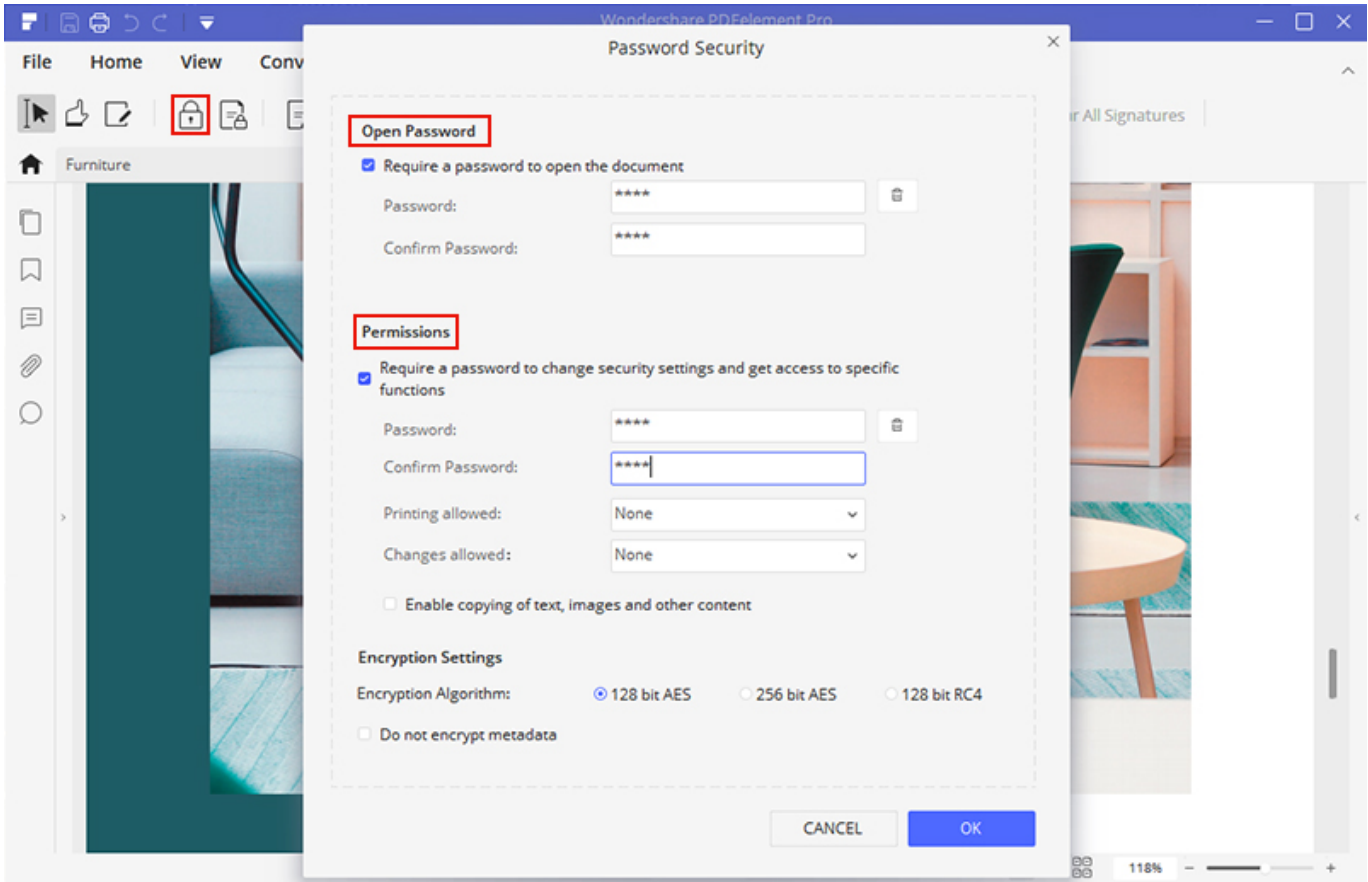 Wondershare PDFelement Pro
Password Security
File Home View Conv
r All Signatures
Furniture
Open Password
Require a password to open the document
Password: ****
Confirm Password: ****
Permissions
Require a password to change security settings and get access to specific
functions
Password: ****
Confirm Password: ****
Printing allowed: None
Changes allowed: None
Enable copying of text, images and other content
Encryption Settings
Encryption Algorithm: 128 bit AES 256 bit AES 128 bit RC4
Do not encrypt metadata
CANCEL OK
118%